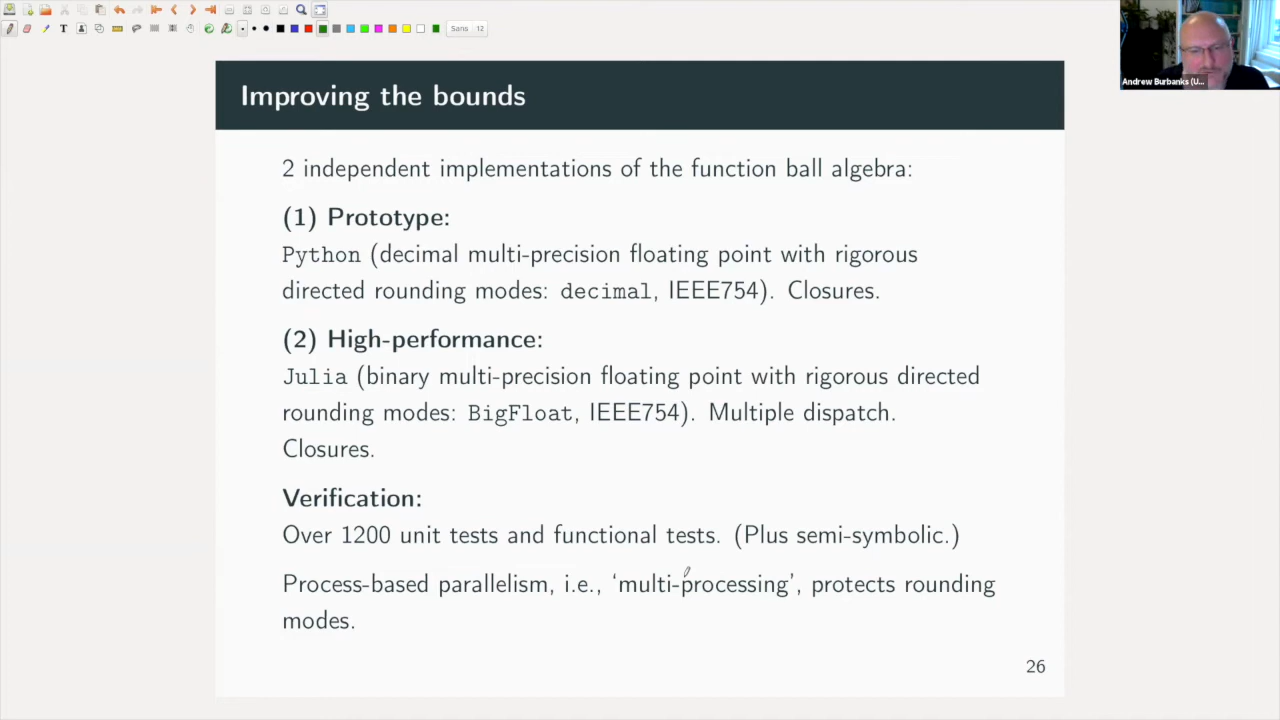 Sans 12
Andrew Burbanks (U...
Improving the bounds
2 independent implementations of the function ball algebra:
(1) Prototype:
Python (decimal multi-precision floating point with rigorous
directed rounding modes: decimal, IEEE754). Closures.
(2) High-performance:
Julia (binary multi-precision floating point with rigorous directed
rounding modes: BigFloat, IEEE754). Multiple dispatch.
Closures.
Verification:
Over 1200 unit tests and functional tests. (Plus semi-symbolic.)
Process-based parallelism, i.e., ‘multi-processing’, protects rounding
modes.
26